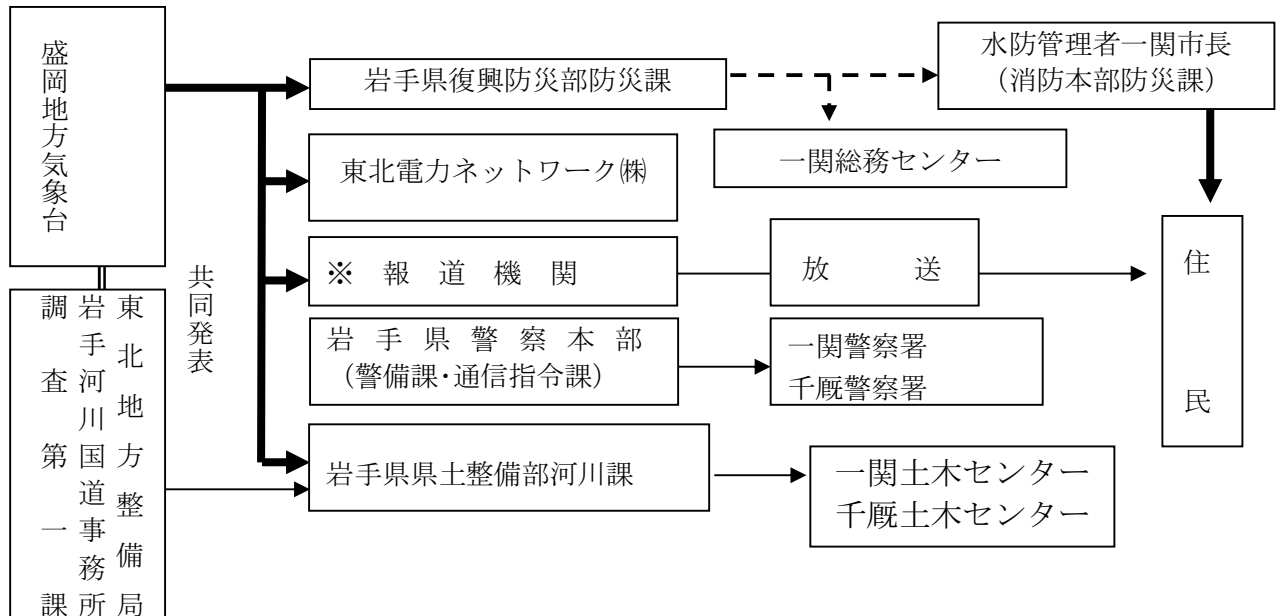 盛岡地方気象台
東北地方整備局
岩手河川国道事務所
調査第一課
共同発表
岩手県復興防災部防災課
東北電力ネットワーク㈱
※報道機関
岩手県警察本部
（警備課・通信指令課）
岩手県県土整備部河川課
水防管理者一関市長
（消防本部防災課）
一関総務センター
放送
一関警察署
千厩警察署
一関土木センター
千厩土木センター
住民